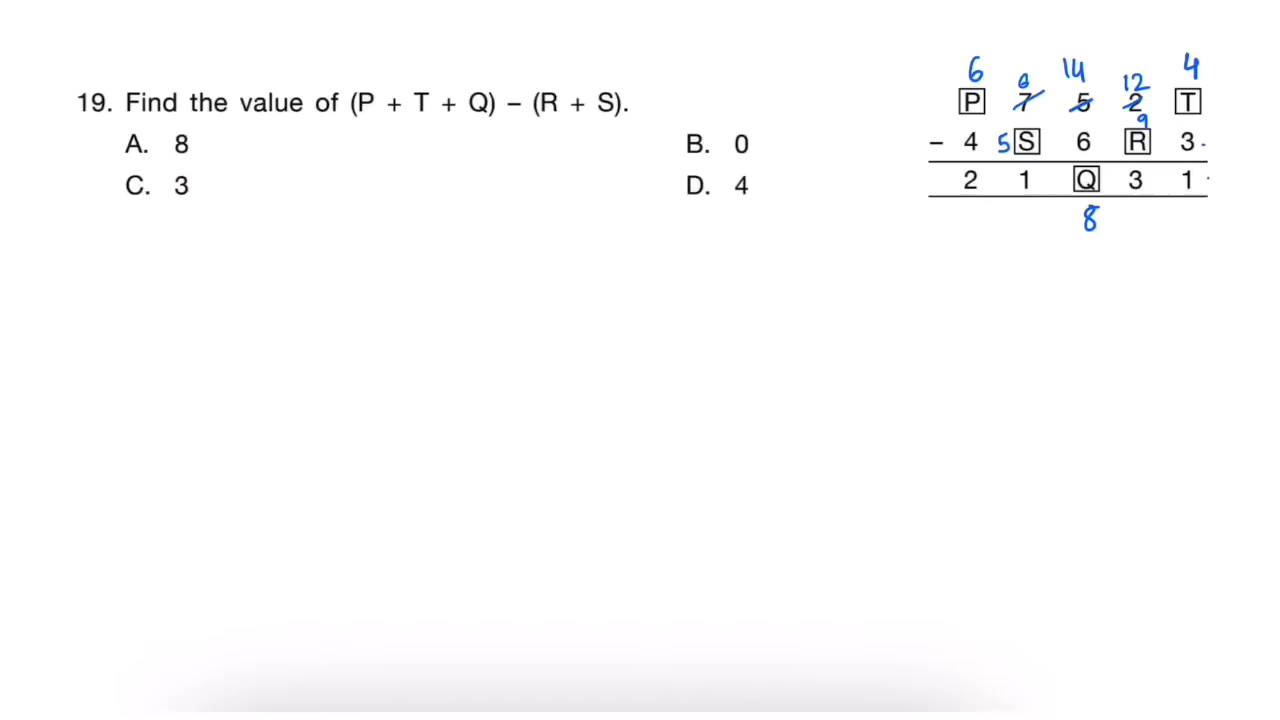 6 6 14 12 4
19. Find the value of (P + T + Q) – (R + S).
P 7 5 2 T
9
A. 8
B. 0
– 4 5 S 6 R 3
C. 3
D. 4
2 1 Q 3 1
8